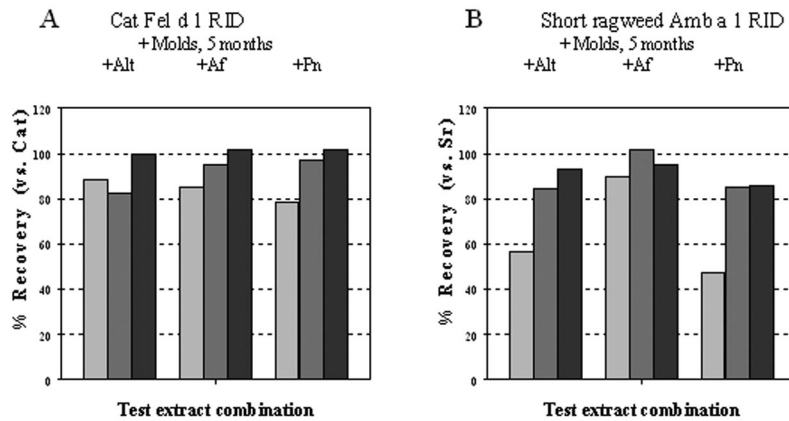 A Cat Fel d 1 RID
+Molds, 5 months
+Alt +Af +Pn
120
100
80
60
40
20
0
% Recovery (vs. Cat)
Test extract combination
B Short ragweed Amb a 1 RID
+Molds, 5 months
+Alt +Af +Pn
120
100
80
60
40
20
0
% Recovery (vs. Sr)
Test extract combination